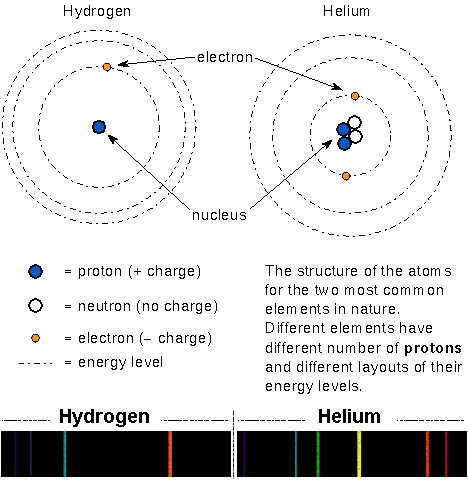 Hydrogen
Helium
electron
nucleus
= proton (+ charge)
= neutron (no charge)
= electron (– charge)
= energy level
The structure of the atoms
for the two most common
elements in nature.
Different elements have
different number of protons
and different layouts of their
energy levels.
Hydrogen
Helium